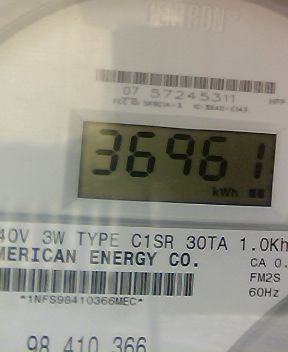 CENTRON
07 57245311
36961
kWh
40V 3W TYPE C1SR 30TA 1.0Kh
MERICAN ENERGY CO.
CA 0.
FM2S
60Hz
*1NFS98410366MEC*
98 410 366